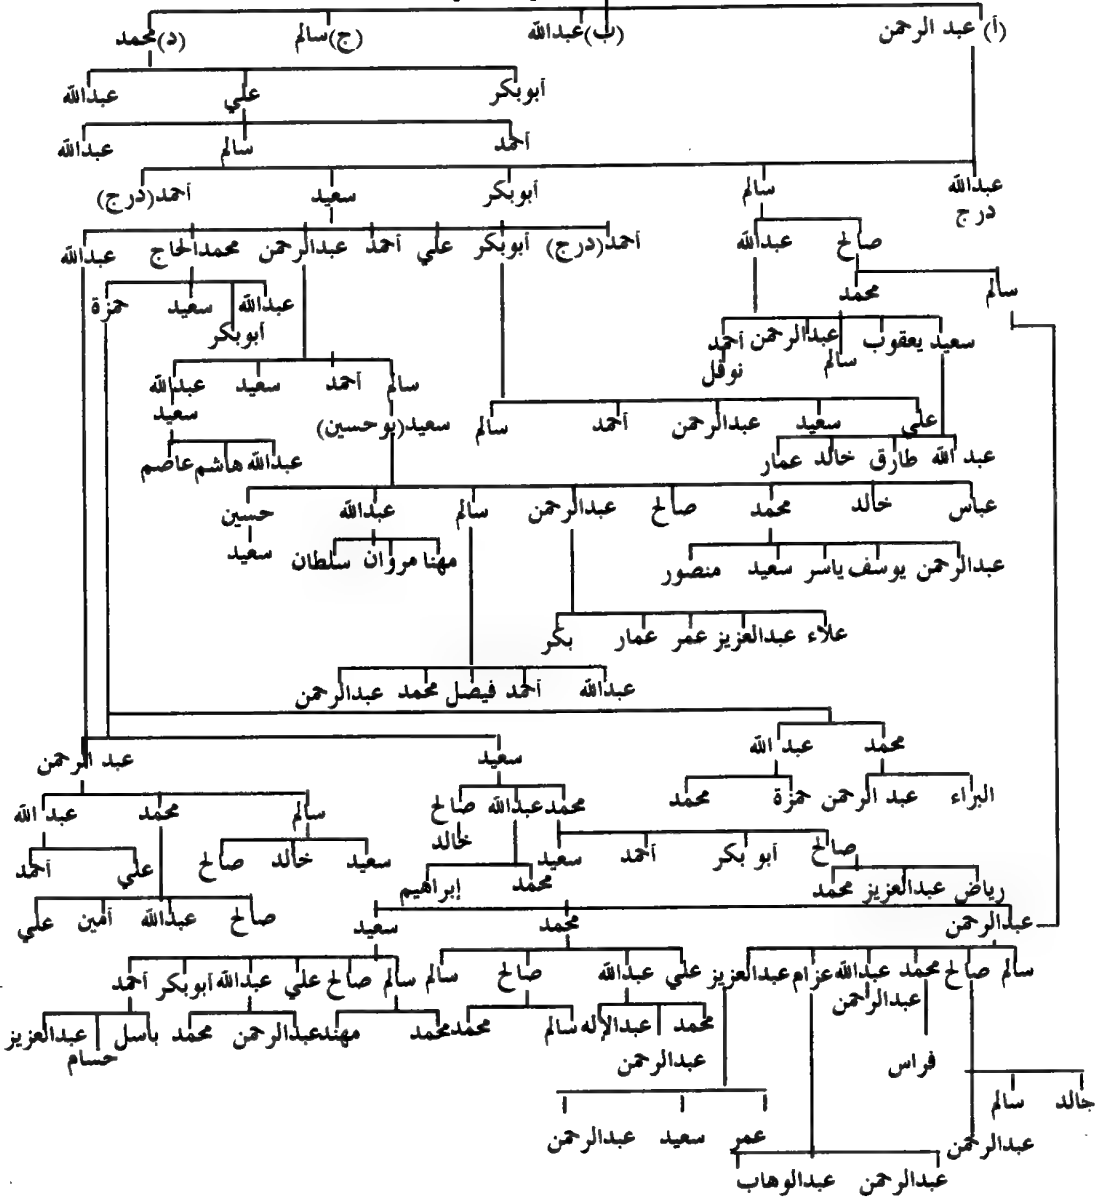 (أ) عبد الرحمن (ب) عبدالله (ج) سالم (د) محمد
أبوبكر علي عبدالله
أحمد سالم عبدالله
عبدالله سالم أبوبكر سعيد أحمد (درج)
درج
أحمد (درج) أبوبكر علي أحمد عبدالرحمن محمدالحاج عبدالله
صالح عبدالله
عبدالله سعيد حمزة
أبوبكر
سالم محمد
سعيد يعقوب عبدالرحمن أحمد
سالم نوفل
سالم أحمد سعيد عبدالله
سعيد
علي سعيد عبدالرحمن أحمد سالم سعيد (بوحسين)
عبد الله طارق خالد عمار
عبدالله هاشم عاصم
عباس خالد محمد صالح عبدالرحمن سالم عبدالله حسين
سعيد
مهنا مروان سلطان
عبدالرحمن يوسف ياسر سعيد منصور
علاء عبدالعزيز عمر عمار بكر
عبدالله أحمد فيصل محمد عبدالرحمن
محمد عبد الله سعيد عبد الرحمن
البراء عبد الرحمن حمزة محمد
محمد عبدالله صالح
خالد
سالم محمد عبد الله
صالح أبو بكر أحمد سعيد
سعيد خالد صالح
علي أحمد
رياض عبدالعزيز محمد
محمد إبراهيم
صالح عبدالله أمين علي
عبدالرحمن محمد سعيد
سالم صالح محمد عبدالله عزام عبدالعزيز
عبدالرحمن
علي عبدالله صالح سالم
سالم صالح علي عبدالله أبوبكر أحمد
محمد عبدالإله سالم محمد
عبدالرحمن
محمد مهند عبدالرحمن محمد باسل عبدالعزيز
حسام
فراس
جالد سالم
عبدالرحمن
عمر سعيد عبدالرحمن
عبدالرحمن عبدالوهاب